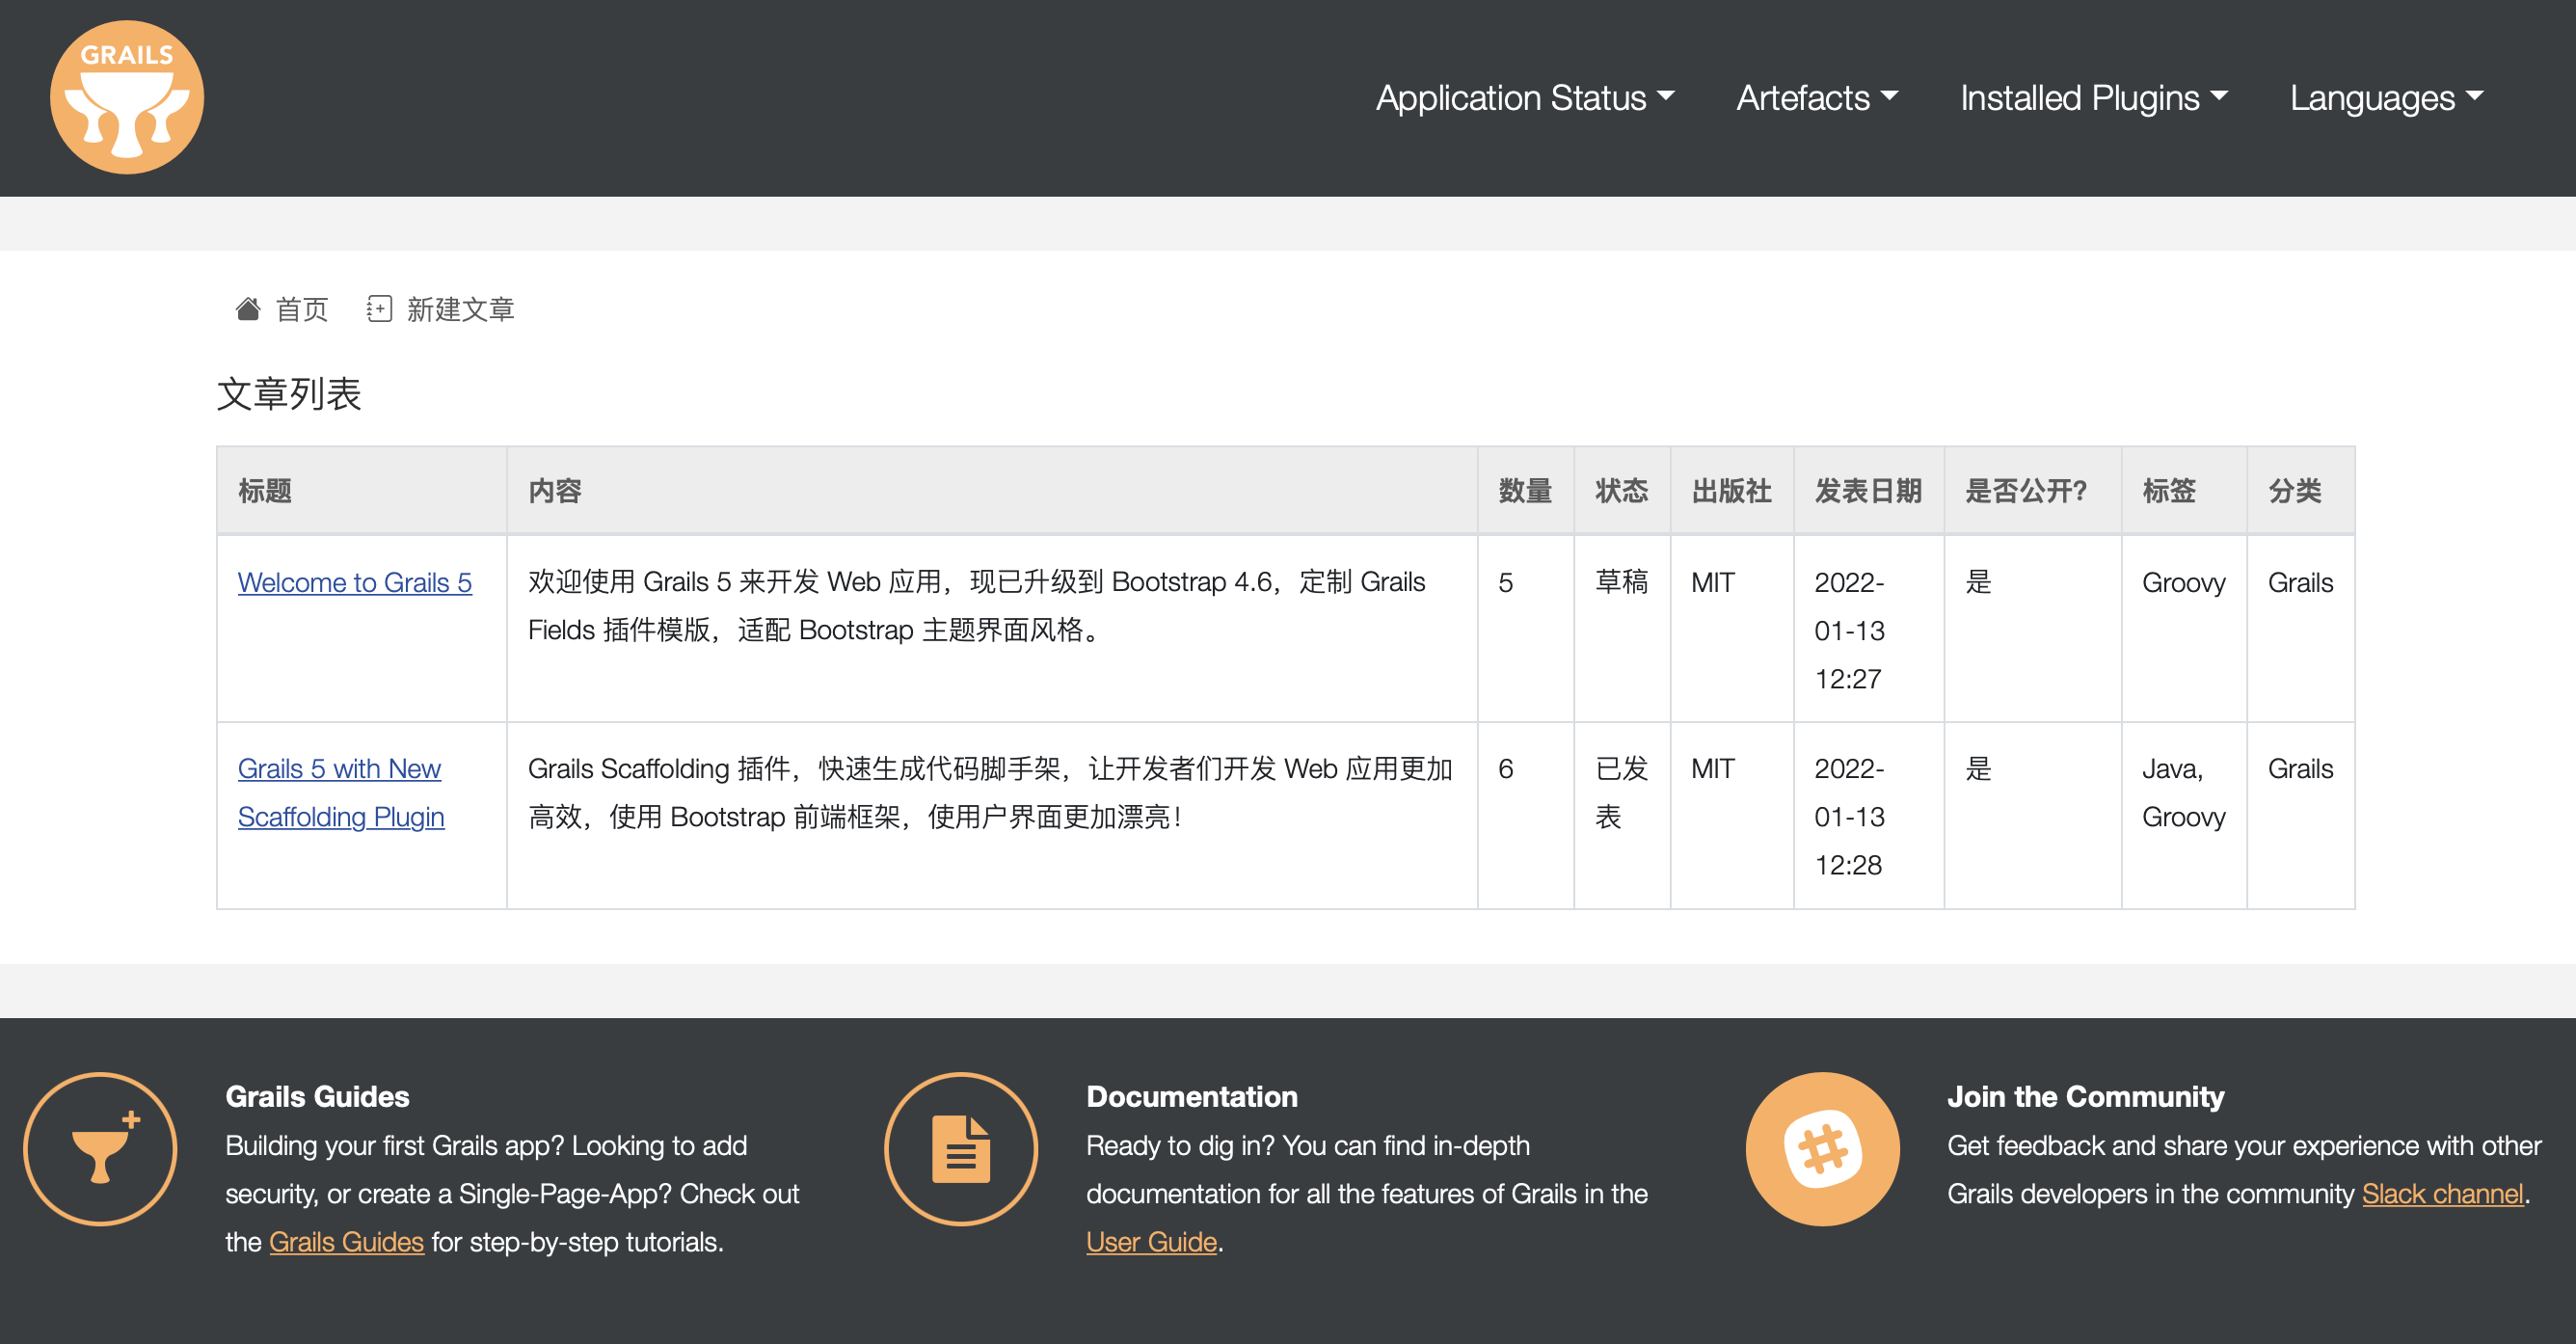 GRAILS
Application Status
Artefacts
Installed Plugins
Languages
首页
新建文章
文章列表
标题
内容
数量
状态
出版社
发表日期
是否公开?
标签
分类
Welcome to Grails 5
欢迎使用 Grails 5 来开发 Web 应用，现已升级到 Bootstrap 4.6，定制 Grails
Fields 插件模版，适配 Bootstrap 主题界面风格。
5
草稿
MIT
2022-
01-13
12:27
是
Groovy
Grails
Grails 5 with New
Scaffolding Plugin
Grails Scaffolding 插件，快速生成代码脚手架，让开发者们开发 Web 应用更加
高效，使用 Bootstrap 前端框架，使用户界面更加漂亮！
6
已发
表
MIT
2022-
01-13
12:28
是
Java,
Groovy
Grails
Grails Guides
Building your first Grails app? Looking to add
security, or create a Single-Page-App? Check out
the Grails Guides for step-by-step tutorials.
Documentation
Ready to dig in? You can find in-depth
documentation for all the features of Grails in the
User Guide.
Join the Community
Get feedback and share your experience with other
Grails developers in the community Slack channel.